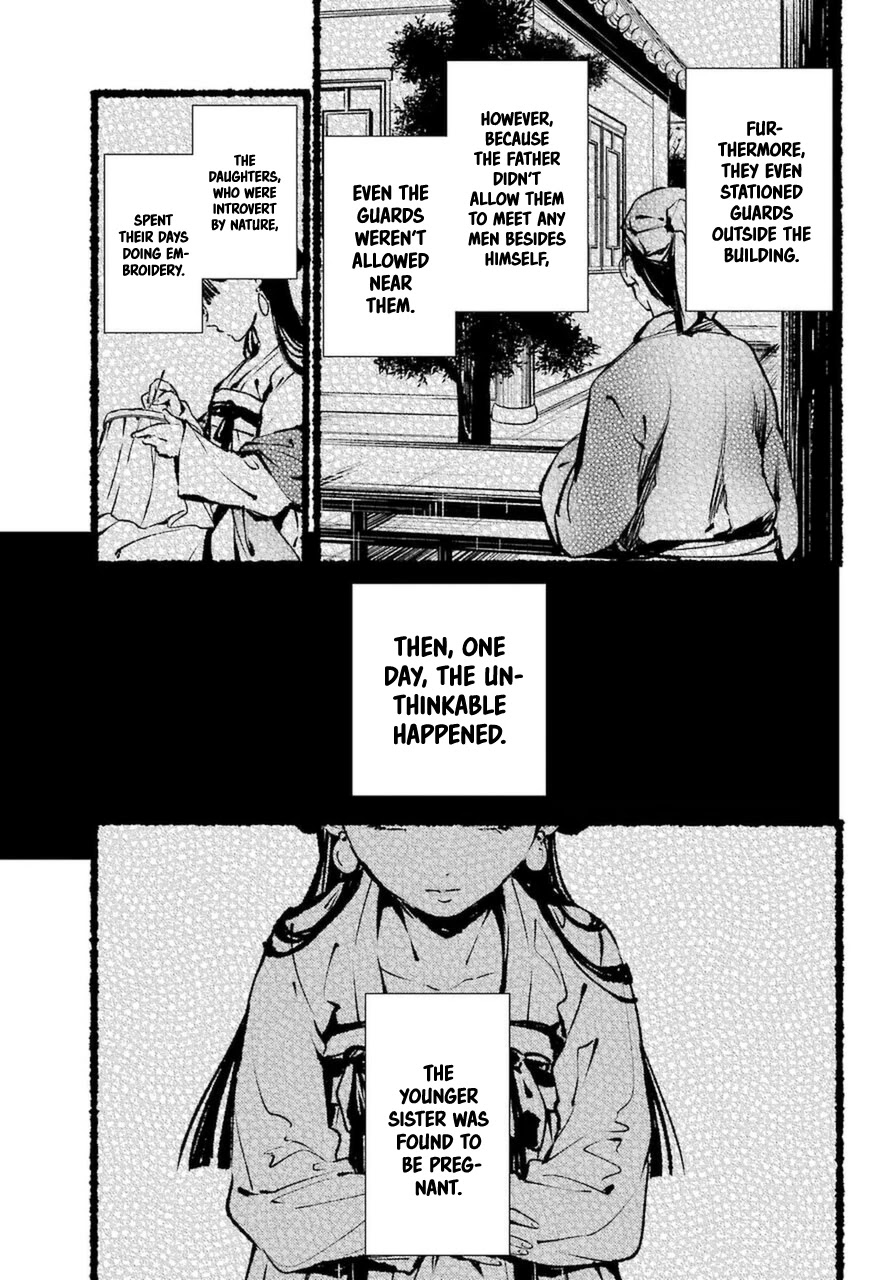 FUR-
THERMORE,
THEY EVEN
STATIONED
GUARDS
OUTSIDE THE
BUILDING.
HOWEVER,
BECAUSE
THE FATHER
DIDN'T
ALLOW THEM
TO MEET ANY
MEN BESIDES
HIMSELF,
EVEN THE
GUARDS
WEREN'T
ALLOWED
NEAR
THEM.
THE
DAUGHTERS,
WHO WERE
INTROVERT
BY NATURE,
SPENT
THEIR DAYS
DOING EM-
BROIDERY.
THEN, ONE
DAY, THE UN-
THINKABLE
HAPPENED.
THE
YOUNGER
SISTER WAS
FOUND TO
BE PREG-
NANT.